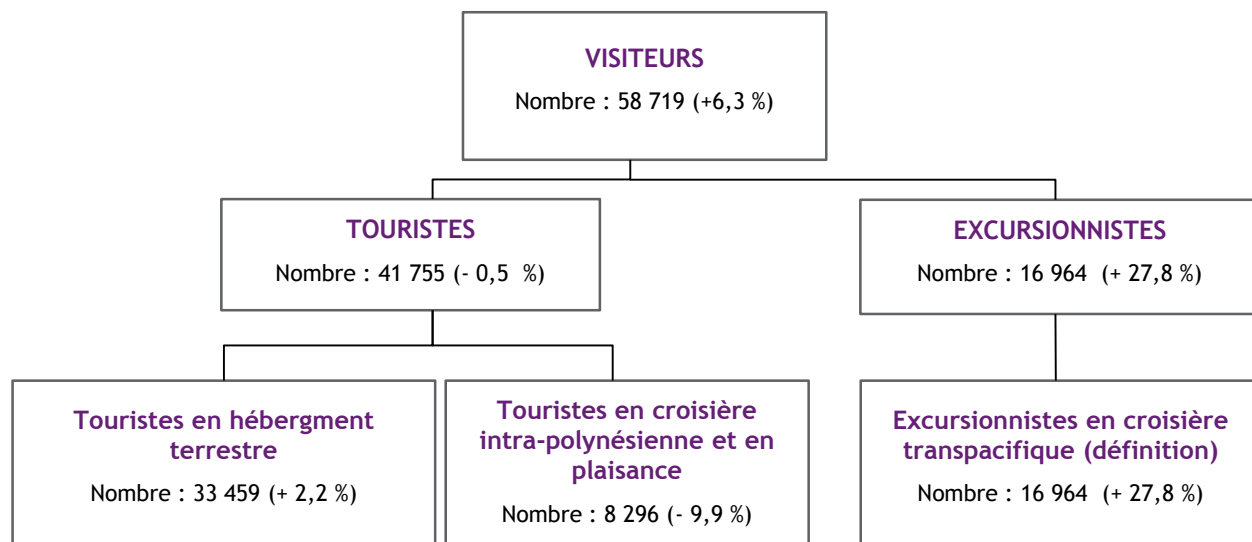 VISITEURS
Nombre : 58 719 (+6,3 %)
TOURISTES
Nombre : 41 755 (- 0,5 %)
EXCURSIONNISTES
Nombre : 16 964 (+ 27,8 %)
Touristes en hébergment
terrestre
Nombre : 33 459 (+ 2,2 %)
Touristes en croisière
intra-polynésienne et en
plaisance
Nombre : 8 296 (- 9,9 %)
Excursionnistes en croisière
transpacifique (définition)
Nombre : 16 964 (+ 27,8 %)